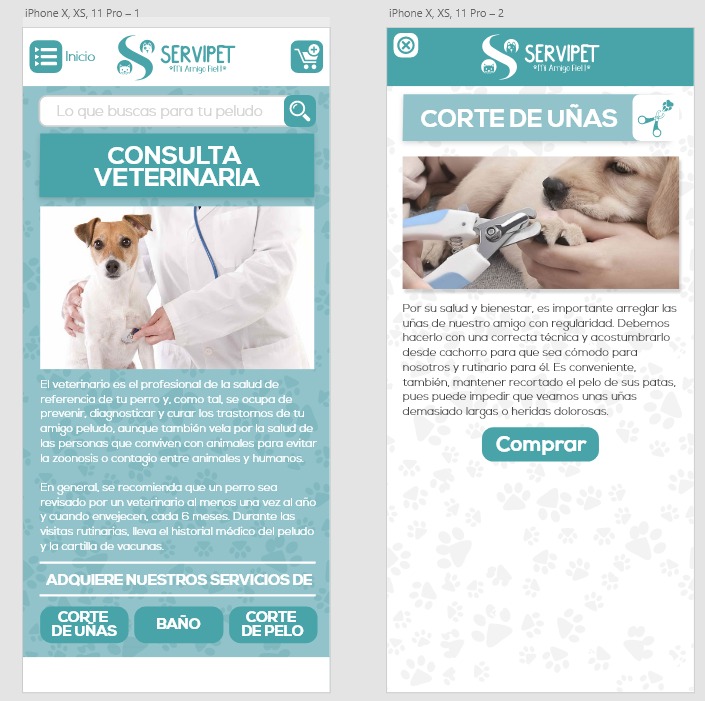 iPhone X, XS, 11 Pro – 1
Inicio
SERVIPET
"Mi Amigo Fiel!!"
Lo que buscas para tu peludo
CONSULTA
VETERINARIA
El veterinario es el profesional de la salud de
referencia de tu perro y, como tal, se ocupa de
prevenir, diagnosticar y curar los trastornos de tu
amigo peludo, aunque también vela por la salud de
las personas que conviven con animales para evitar
la zoonosis o contagio entre animales y humanos.
En general, se recomienda que un perro sea
revisado por un veterinario al menos una vez al año
y cuando envejecen, cada 6 meses. Durante las
visitas rutinarias, lleva el historial médico del peludo
y la cartilla de vacunas.
ADQUIERE NUESTROS SERVICIOS DE
CORTE
DE UÑAS
BAÑO
CORTE
DE PELO
iPhone X, XS, 11 Pro – 2
SERVIPET
"Mi Amigo Fiel!!"
CORTE DE UÑAS
Por su salud y bienestar, es importante arreglar las
uñas de nuestro amigo con regularidad. Debemos
hacerlo con una correcta técnica y acostumbrarlo
desde cachorro para que sea cómodo para
nosotros y rutinario para él. Es conveniente,
también, mantener recortado el pelo de sus patas,
pues puede impedir que veamos unas uñas
demasiado largas o heridas dolorosas.
Comprar